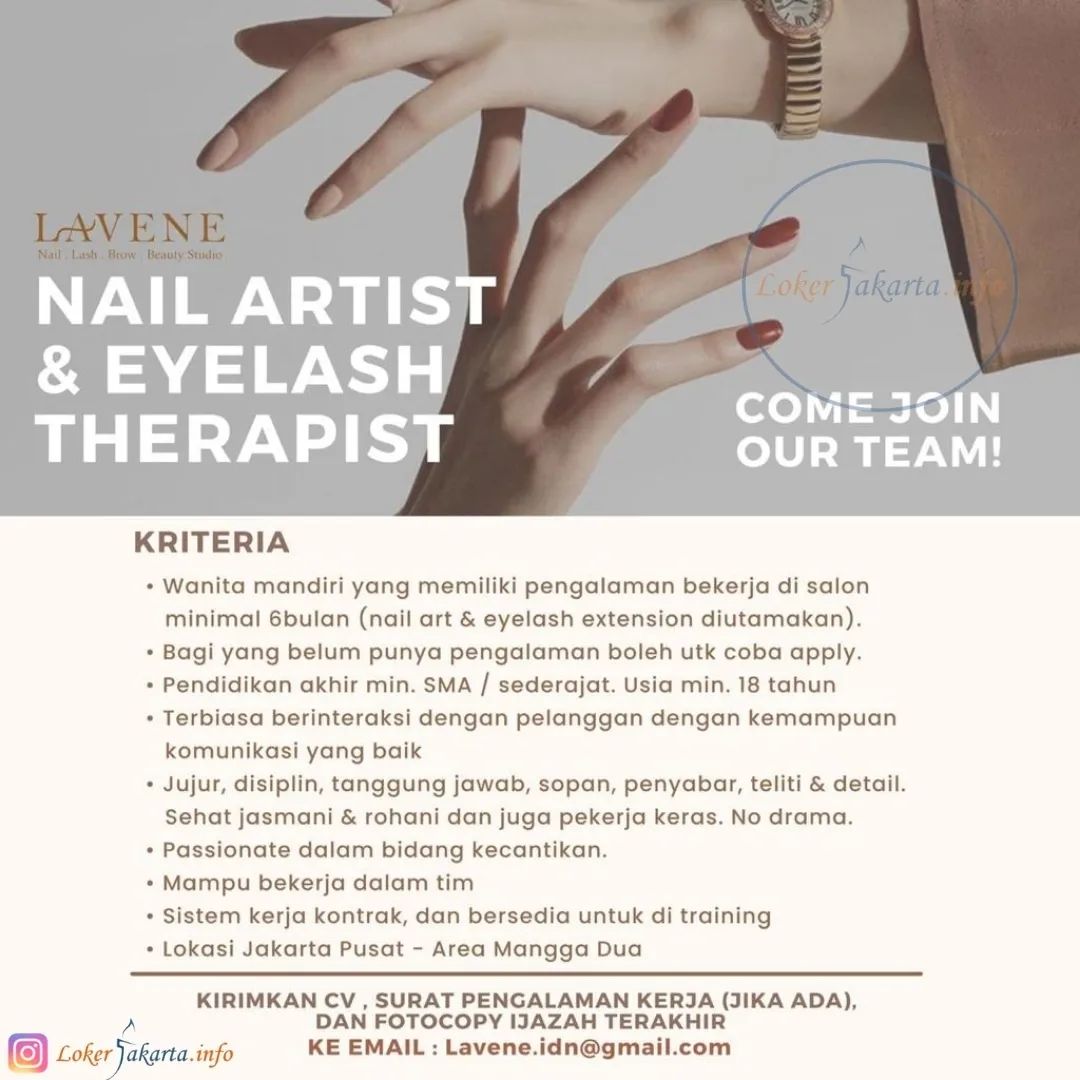 LAVENE
Nail . Lash . Brow | Beauty Studio
NAIL ARTIST
& EYELASH
THERAPIST
LokerJakarta.info
COME JOIN
OUR TEAM!
KRITERIA
• Wanita mandiri yang memiliki pengalaman bekerja di salon
minimal 6bulan (nail art & eyelash extension diutamakan).
• Bagi yang belum punya pengalaman boleh utk coba apply.
• Pendidikan akhir min. SMA / sederajat. Usia min. 18 tahun
• Terbiasa berinteraksi dengan pelanggan dengan kemampuan
komunikasi yang baik
• Jujur, disiplin, tanggung jawab, sopan, penyabar, teliti & detail.
Sehat jasmani & rohani dan juga pekerja keras. No drama.
• Passionate dalam bidang kecantikan.
• Mampu bekerja dalam tim
• Sistem kerja kontrak, dan bersedia untuk di training
• Lokasi Jakarta Pusat - Area Mangga Dua
KIRIMKAN CV , SURAT PENGALAMAN KERJA (JIKA ADA),
DAN FOTOCOPY IJAZAH TERAKHIR
KE EMAIL : Lavene.idn@gmail.com
LokerJakarta.info